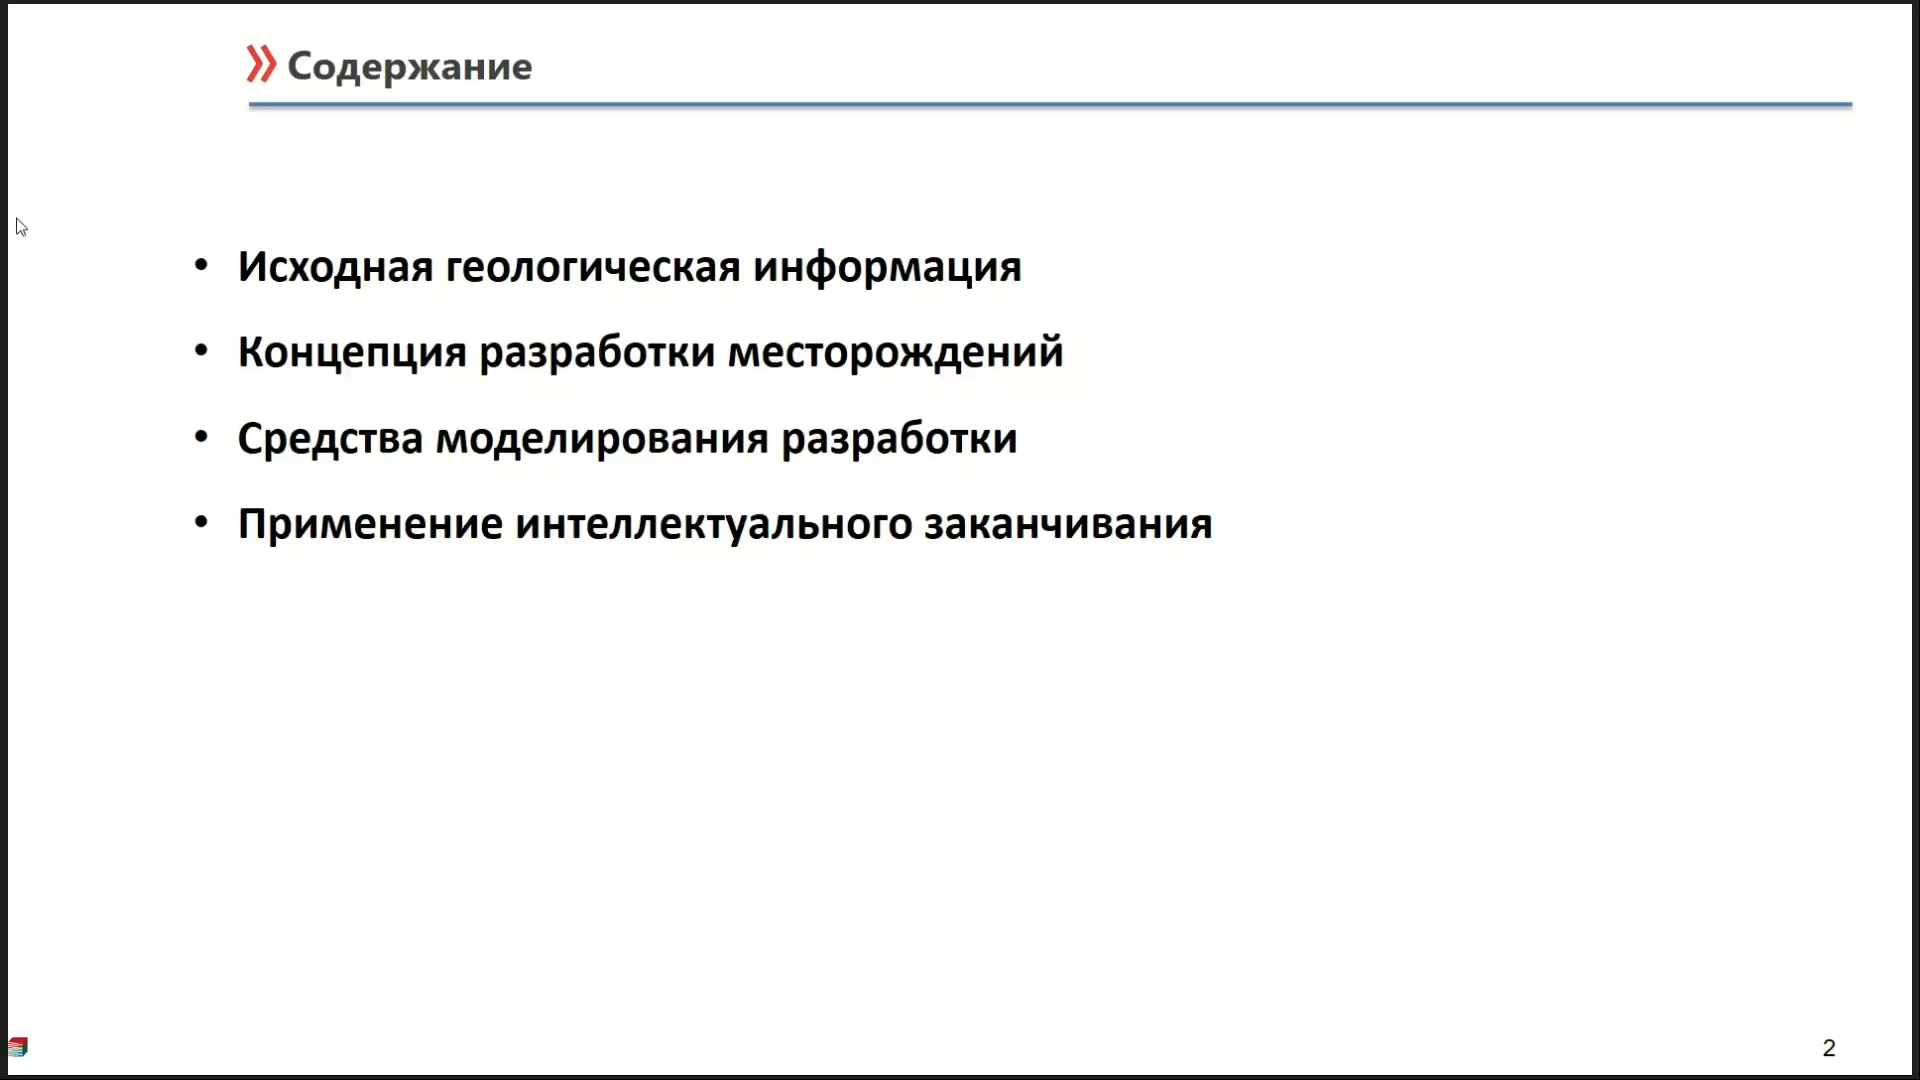 Содержание
• Исходная геологическая информация
• Концепция разработки месторождений
• Средства моделирования разработки
• Применение интеллектуального заканчивания
2